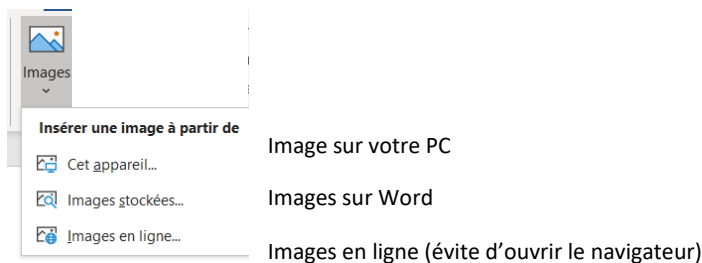 Images
Insérer une image à partir de
Cet appareil...
Image sur votre PC
Images stockées...
Images sur Word
Images en ligne...
Images en ligne (évite d’ouvrir le navigateur)